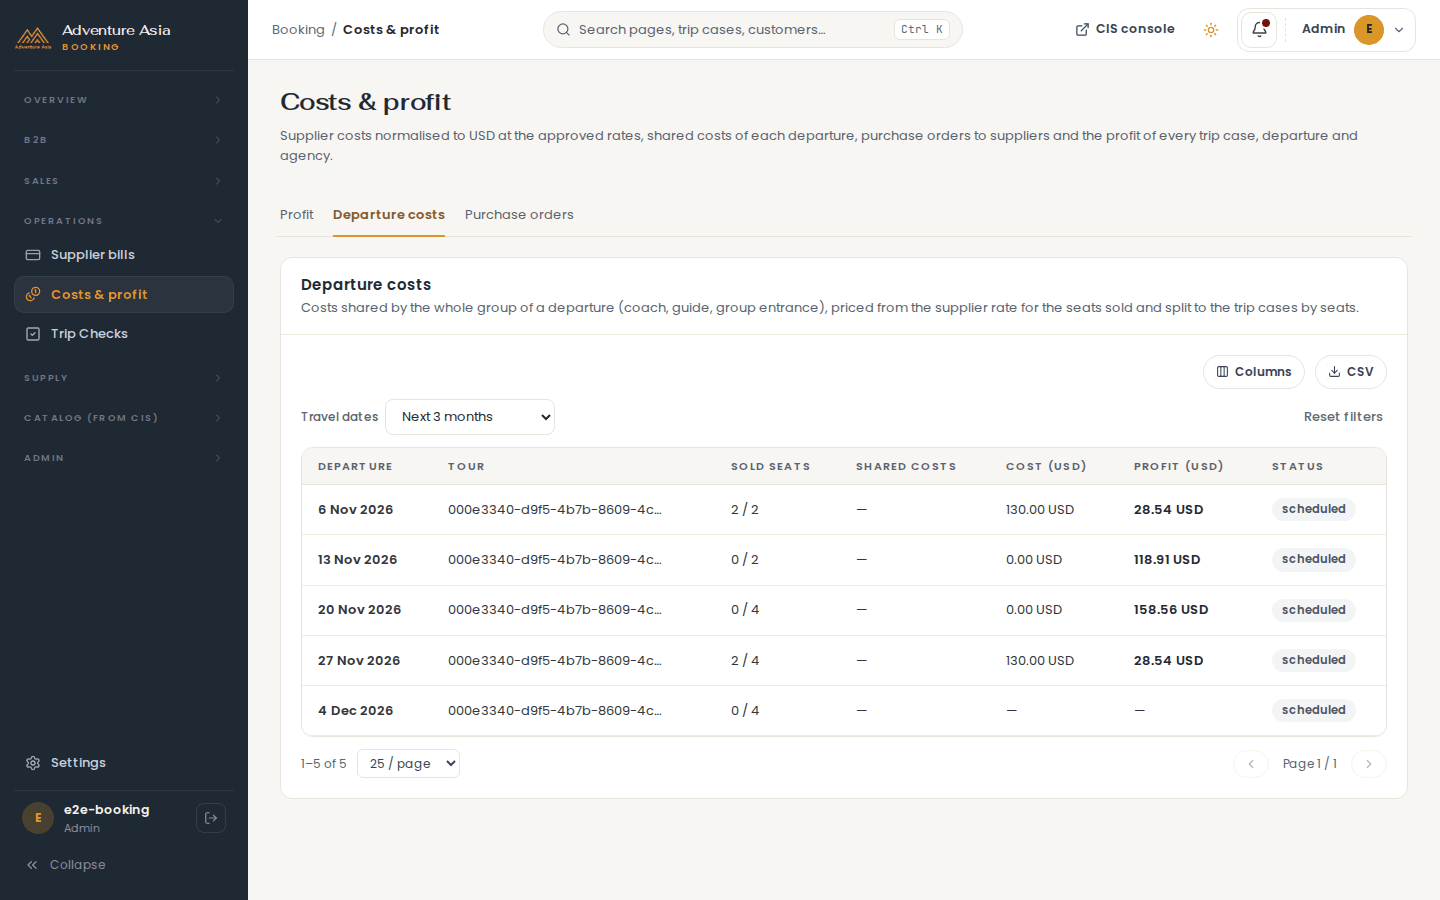 Adventure Asia
BOOKING
OVERVIEW
B2B
SALES
OPERATIONS
Supplier bills
Costs & profit
Trip Checks
SUPPLY
CATALOG (FROM CIS)
ADMIN
Settings
E
e2e-booking
Admin
Collapse
Booking / Costs & profit
Search pages, trip cases, customers...
Ctrl K
CIS console
Admin
E
Costs & profit
Supplier costs normalised to USD at the approved rates, shared costs of each departure, purchase orders to suppliers and the profit of every trip case, departure and
agency.
Profit Departure costs Purchase orders
Departure costs
Costs shared by the whole group of a departure (coach, guide, group entrance), priced from the supplier rate for the seats sold and split to the trip cases by seats.
Columns CSV
Travel dates Next 3 months Reset filters
DEPARTURE TOUR SOLD SEATS SHARED COSTS COST (USD) PROFIT (USD) STATUS
6 Nov 2026 000e3340-d9f5-4b7b-8609-4c... 2 / 2 — 130.00 USD 28.54 USD scheduled
13 Nov 2026 000e3340-d9f5-4b7b-8609-4c... 0 / 2 — 0.00 USD 118.91 USD scheduled
20 Nov 2026 000e3340-d9f5-4b7b-8609-4c... 0 / 4 — 0.00 USD 158.56 USD scheduled
27 Nov 2026 000e3340-d9f5-4b7b-8609-4c... 2 / 4 — 130.00 USD 28.54 USD scheduled
4 Dec 2026 000e3340-d9f5-4b7b-8609-4c... 0 / 4 — — — scheduled
1–5 of 5 25 / page Page 1 / 1